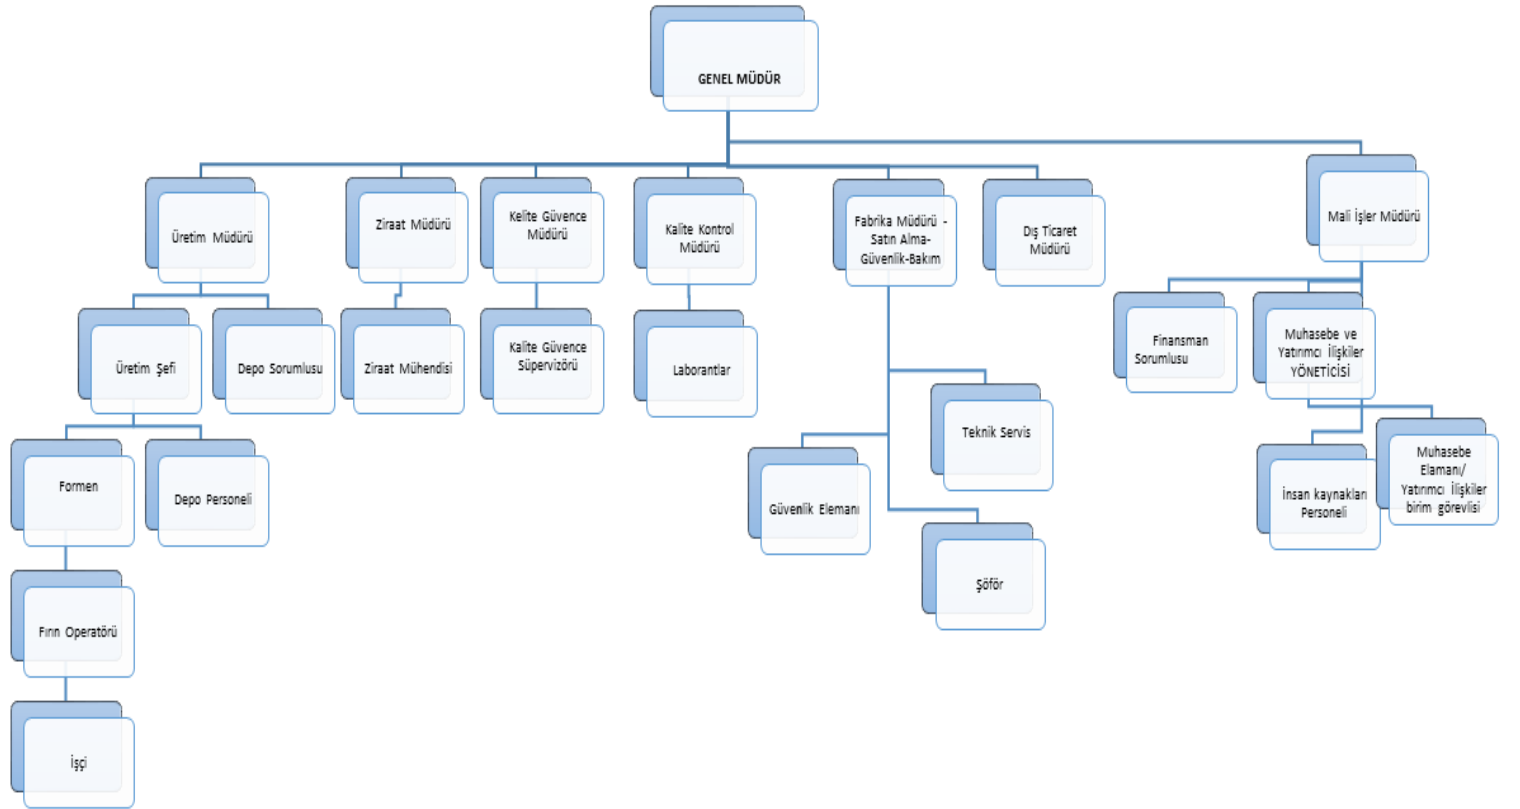 GENEL MÜDÜR
Üretim Müdürü
Ziraat Müdürü
Kelite Güvence
Müdürü
Kalite Kontrol
Müdürü
Fabrika Müdürü -
Satın Alma-
Güvenlik-Bakım
Dış Ticaret
Müdürü
Mali İşler Müdürü
Üretim Şefi
Depo Sorumlusu
Ziraat Mühendisi
Kalite Güvence
Süpervizörü
Laborantlar
Finansman
Sorumlusu
Muhasebe ve
Yatırımcı İlişkiler
YÖNETİCİSİ
Teknik Servis
Formen
Depo Personeli
Güvenlik Elemanı
İnsan kaynakları
Personeli
Muhasebe
Elamanı/
Yatırımcı İlişkiler
birim görevlisi
Şöför
Fırın Operatörü
İşçi